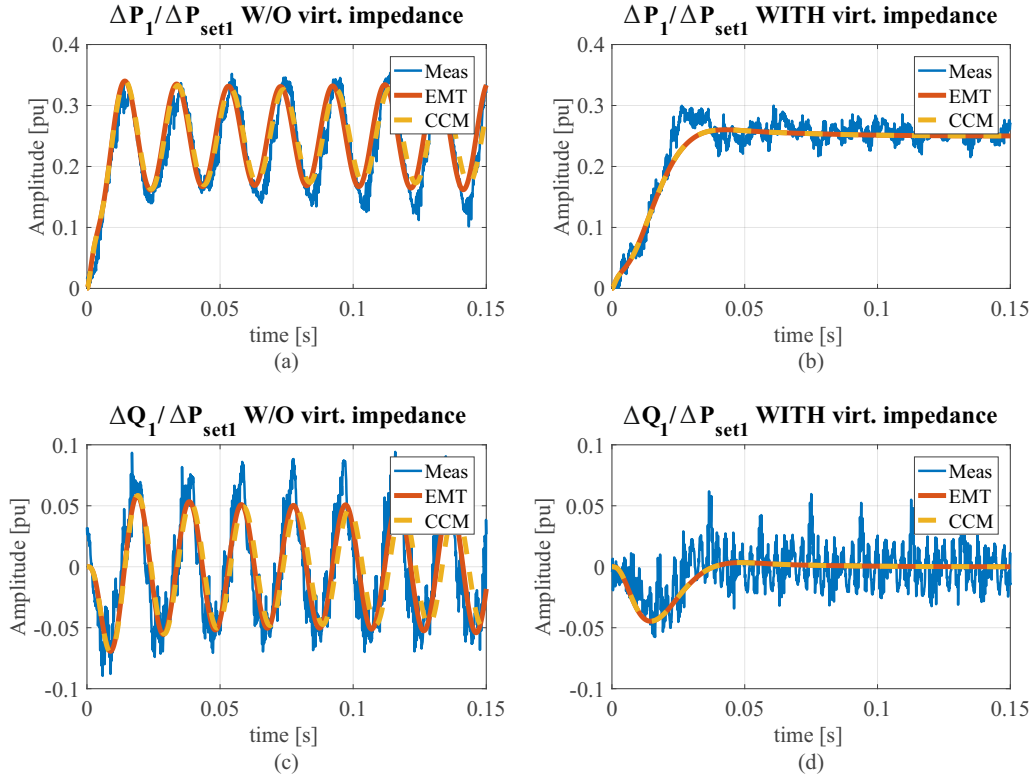 ΔP1/ΔPset1 W/O virt. impedance
Amplitude [pu]
0.4
0.3
0.2
0.1
0
Meas
EMT
CCM
0 0.05 0.1 0.15
time [s]
(a)
ΔP1/ΔPset1 WITH virt. impedance
Amplitude [pu]
0.4
0.3
0.2
0.1
0
Meas
EMT
CCM
0 0.05 0.1 0.15
time [s]
(b)
ΔQ1/ΔPset1 W/O virt. impedance
Amplitude [pu]
0.1
0.05
0
-0.05
-0.1
Meas
EMT
CCM
0 0.05 0.1 0.15
time [s]
(c)
ΔQ1/ΔPset1 WITH virt. impedance
Amplitude [pu]
0.1
0.05
0
-0.05
-0.1
Meas
EMT
CCM
0 0.05 0.1 0.15
time [s]
(d)